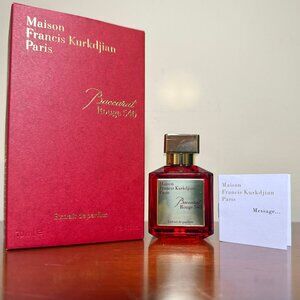 Maison
Francis Kurkdjian
Paris
Baccarat
Rouge 540
Extrait de parfum
Maison
Francis Kurkdjian
Paris
Baccarat
Rouge 540
Extrait de parfum
Maison
Francis Kurkdjian
Paris
Message...